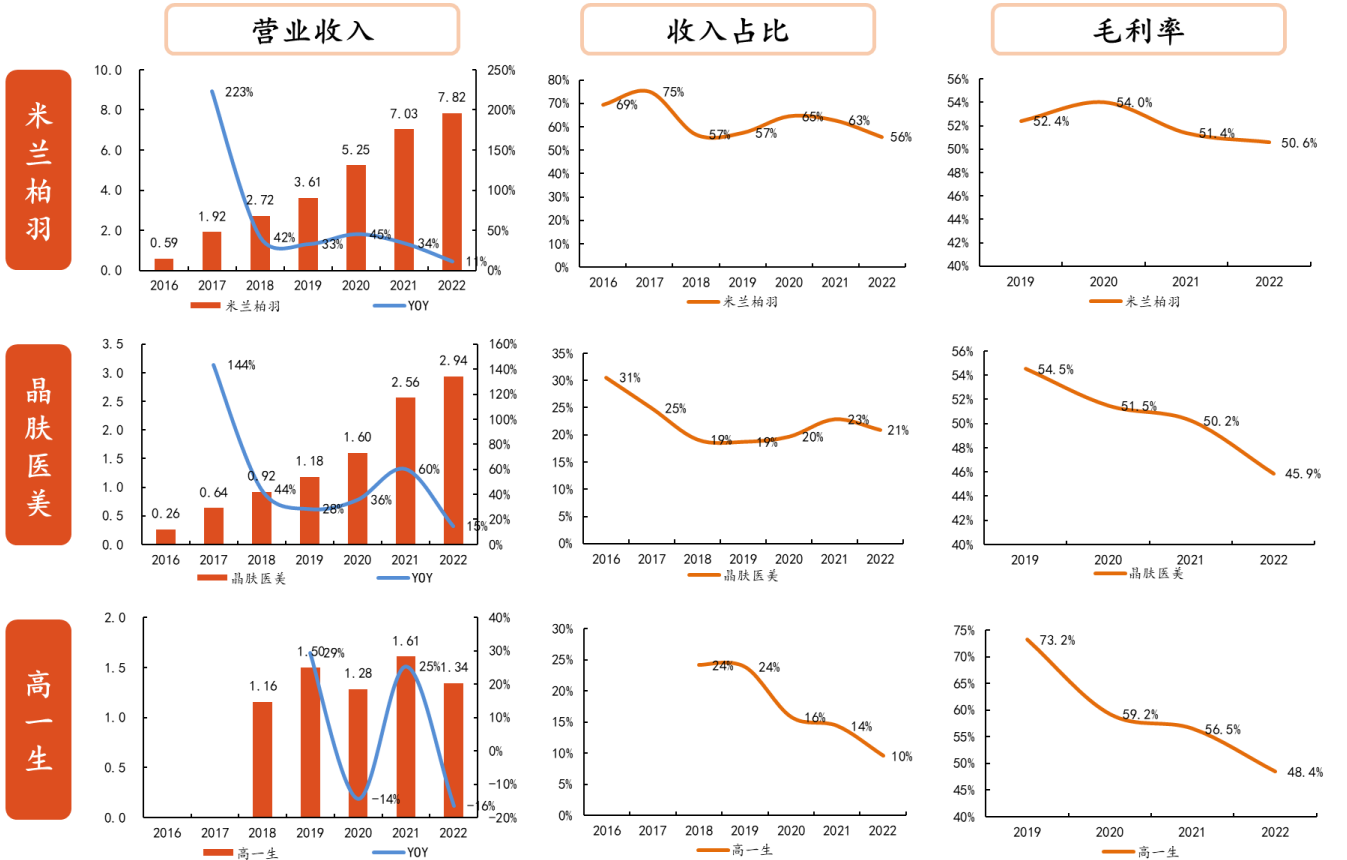 营业收入 收入占比 毛利率
米兰柏羽
10.0 8.0 6.0 4.0 2.0 0.0
250% 200% 150% 100% 50% 0%
0.59 1.92 2.72 3.61 5.25 7.03 7.82
223% 42% 33% 45% 34% 11%
2016 2017 2018 2019 2020 2021 2022
米兰柏羽 YOY
80% 70% 60% 50% 40% 30% 20% 10% 0%
69% 75% 57% 57% 65% 63% 56%
2016 2017 2018 2019 2020 2021 2022
米兰柏羽
56% 54% 52% 50% 48% 46% 44% 42% 40%
52.4% 54.0% 51.4% 50.6%
2019 2020 2021 2022
米兰柏羽
晶肤医美
3.5 3.0 2.5 2.0 1.5 1.0 0.5 0.0
160% 140% 120% 100% 80% 60% 40% 20% 0%
0.26 0.64 0.92 1.18 1.60 2.56 2.94
144% 44% 28% 36% 60% 15%
2016 2017 2018 2019 2020 2021 2022
晶肤医美 YOY
35% 30% 25% 20% 15% 10% 5% 0%
31% 25% 19% 19% 20% 23% 21%
2016 2017 2018 2019 2020 2021 2022
晶肤医美
56% 54% 52% 50% 48% 46% 44% 42% 40%
54.5% 51.5% 50.2% 45.9%
2019 2020 2021 2022
晶肤医美
高一生
2.0 1.5 1.0 0.5 0.0
40% 30% 20% 10% 0% -10% -20%
1.16 1.50 1.28 1.61 1.34
29% -14% 25% -16%
2016 2017 2018 2019 2020 2021 2022
高一生 YOY
30% 25% 20% 15% 10% 5% 0%
24% 24% 16% 14% 10%
2016 2017 2018 2019 2020 2021 2022
高一生
75% 70% 65% 60% 55% 50% 45% 40%
73.2% 59.2% 56.5% 48.4%
2019 2020 2021 2022
高一生